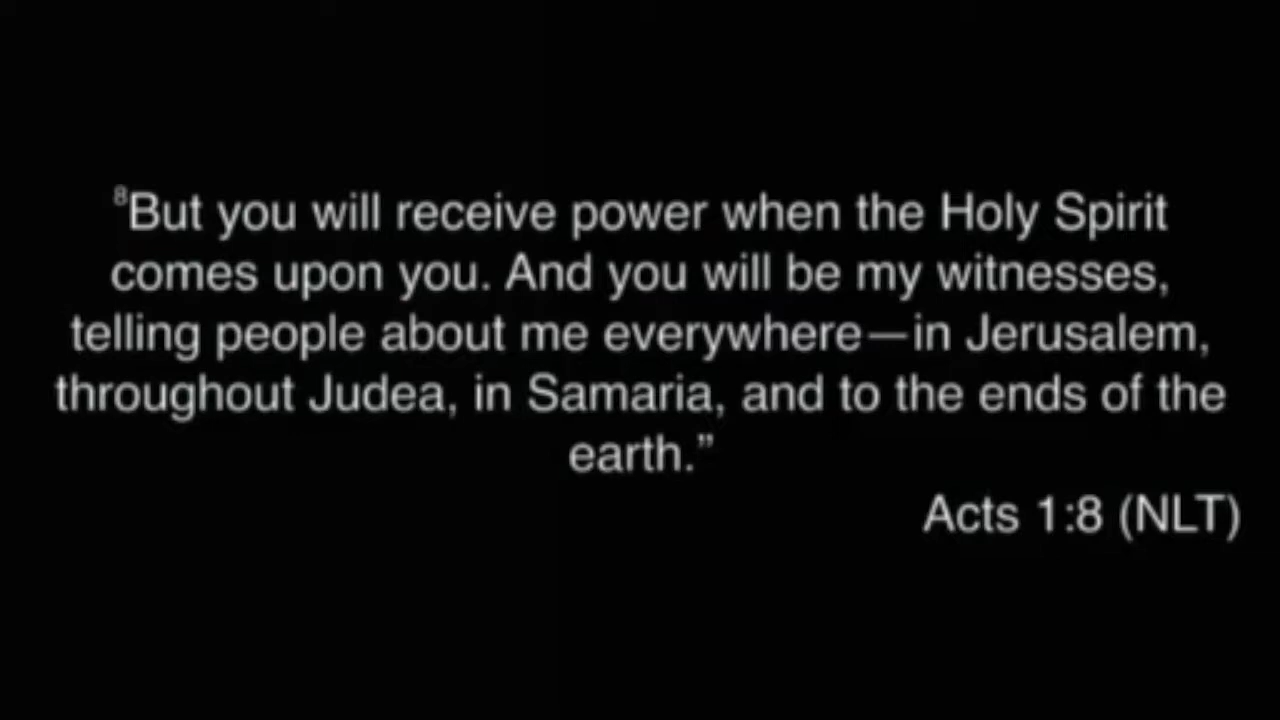 ⁸But you will receive power when the Holy Spirit
comes upon you. And you will be my witnesses,
telling people about me everywhere—in Jerusalem,
throughout Judea, in Samaria, and to the ends of the
earth.”
Acts 1:8 (NLT)